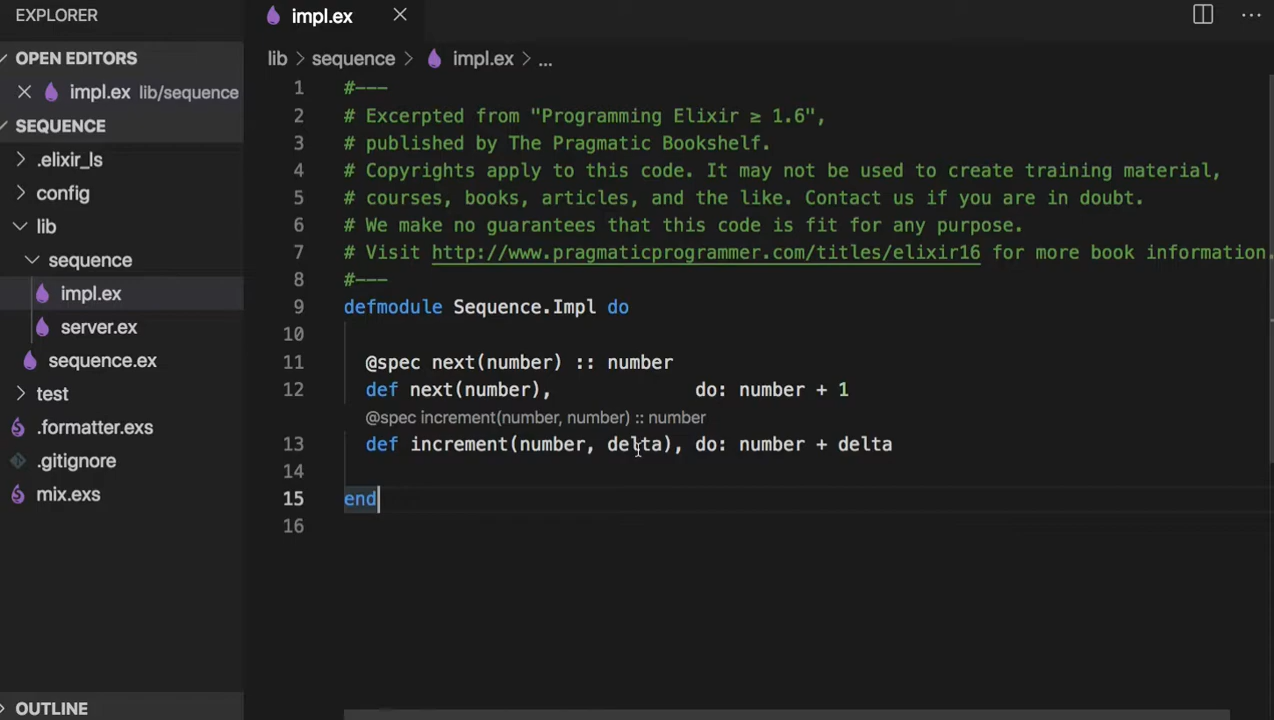 EXPLORER
OPEN EDITORS
impl.ex lib/sequence
SEQUENCE
.elixir_ls
config
lib
sequence
impl.ex
server.ex
sequence.ex
test
.formatter.exs
.gitignore
mix.exs
OUTLINE
impl.ex
lib > sequence > impl.ex > ...
1 #---
2 # Excerpted from "Programming Elixir ≥ 1.6",
3 # published by The Pragmatic Bookshelf.
4 # Copyrights apply to this code. It may not be used to create training material,
5 # courses, books, articles, and the like. Contact us if you are in doubt.
6 # We make no guarantees that this code is fit for any purpose.
7 # Visit http://www.pragmaticprogrammer.com/titles/elixir16 for more book information.
8 #---
9 defmodule Sequence.Impl do
10
11 @spec next(number) :: number
12 def next(number), do: number + 1
@spec increment(number, number) :: number
13 def increment(number, delta), do: number + delta
14
15 end
16